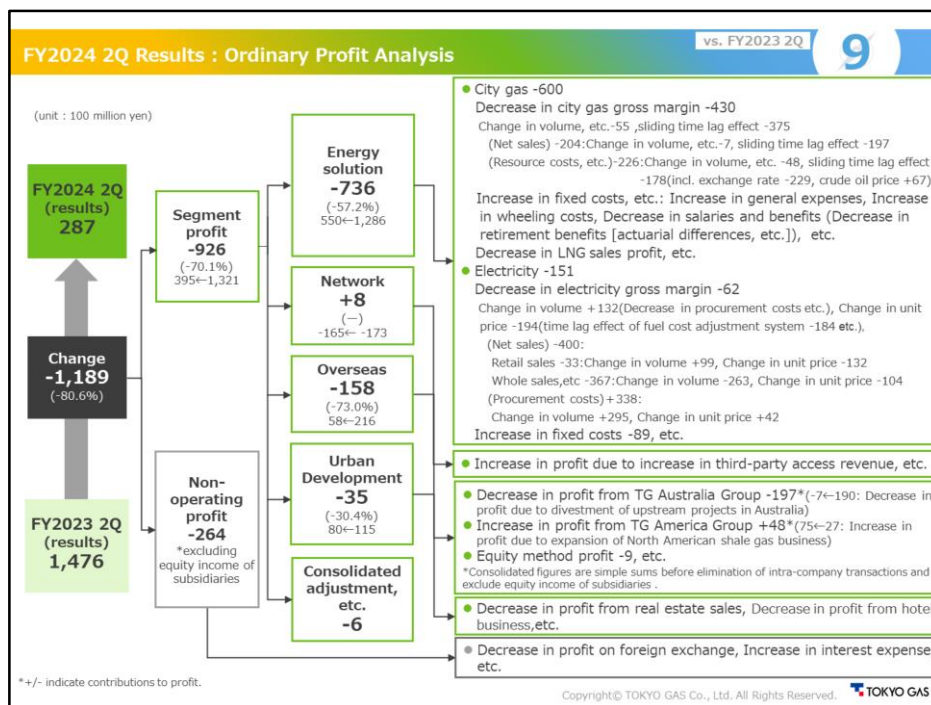 FY2024 2Q Results : Ordinary Profit Analysis
vs. FY2023 2Q
9
(unit : 100 million yen)
FY2024 2Q
(results)
287
Change
-1,189
(-80.6%)
FY2023 2Q
(results)
1,476
Segment
profit
-926
(-70.1%)
395←1,321
Non-
operating
profit
-264
*excluding
equity income of
subsidiaries
Energy
solution
-736
(-57.2%)
550←1,286
Network
+8
(—)
-165← -173
Overseas
-158
(-73.0%)
58←216
Urban
Development
-35
(-30.4%)
80←115
Consolidated
adjustment,
etc.
-6
● City gas -600
Decrease in city gas gross margin -430
Change in volume, etc.-55 ,sliding time lag effect -375
(Net sales) -204:Change in volume, etc.-7, sliding time lag effect -197
(Resource costs, etc.)-226:Change in volume, etc. -48, sliding time lag effect
-178(incl. exchange rate -229, crude oil price +67)
Increase in fixed costs, etc.: Increase in general expenses, Increase
in wheeling costs, Decrease in salaries and benefits (Decrease in
retirement benefits [actuarial differences, etc.]), etc.
Decrease in LNG sales profit, etc.
● Electricity -151
Decrease in electricity gross margin -62
Change in volume +132(Decrease in procurement costs etc.), Change in unit
price -194(time lag effect of fuel cost adjustment system -184 etc.),
(Net sales) -400:
Retail sales -33:Change in volume +99, Change in unit price -132
Whole sales,etc -367:Change in volume -263, Change in unit price -104
(Procurement costs)+338:
Change in volume +295, Change in unit price +42
Increase in fixed costs -89, etc.
● Increase in profit due to increase in third-party access revenue, etc.
● Decrease in profit from TG Australia Group -197*(-7←190: Decrease in
profit due to divestment of upstream projects in Australia)
● Increase in profit from TG America Group +48*(75←27: Increase in
profit due to expansion of North American shale gas business)
● Equity method profit -9, etc.
*Consolidated figures are simple sums before elimination of intra-company transactions and
exclude equity income of subsidiaries .
● Decrease in profit from real estate sales, Decrease in profit from hotel
business,etc.
● Decrease in profit on foreign exchange, Increase in interest expense
etc.
*+/- indicate contributions to profit.
Copyright© TOKYO GAS Co., Ltd. All Rights Reserved.
TOKYO GAS